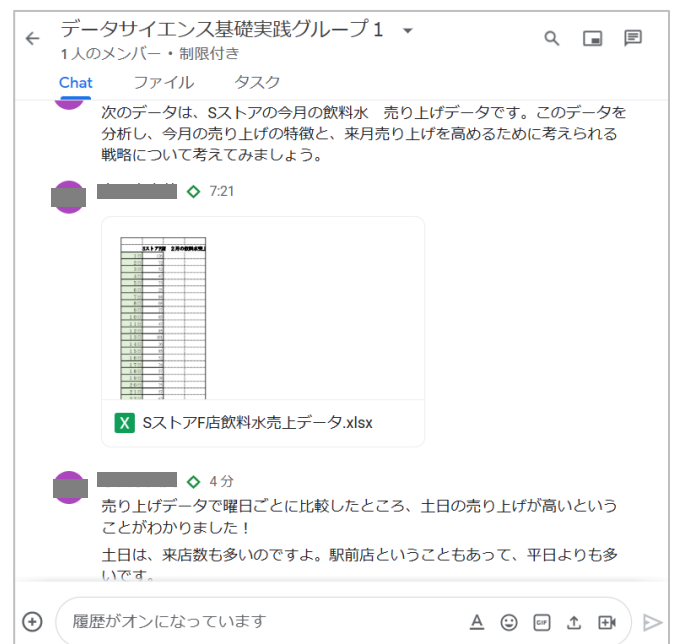 データサイエンス基礎実践グループ１
1人のメンバー・制限付き
Chat ファイル タスク
次のデータは、Sストアの今月の飲料水　売り上げデータです。このデータを
分析し、今月の売り上げの特徴と、来月売り上げを高めるために考えられる
戦略について考えてみましょう。
7:21
SストアF店飲料水売上データ.xlsx
4 分
売り上げデータで曜日ごとに比較したところ、土日の売り上げが高いという
ことがわかりました！
土日は、来店数も多いのですよ。駅前店ということもあって、平日よりも多
いです。
履歴がオンになっています
A
GIF